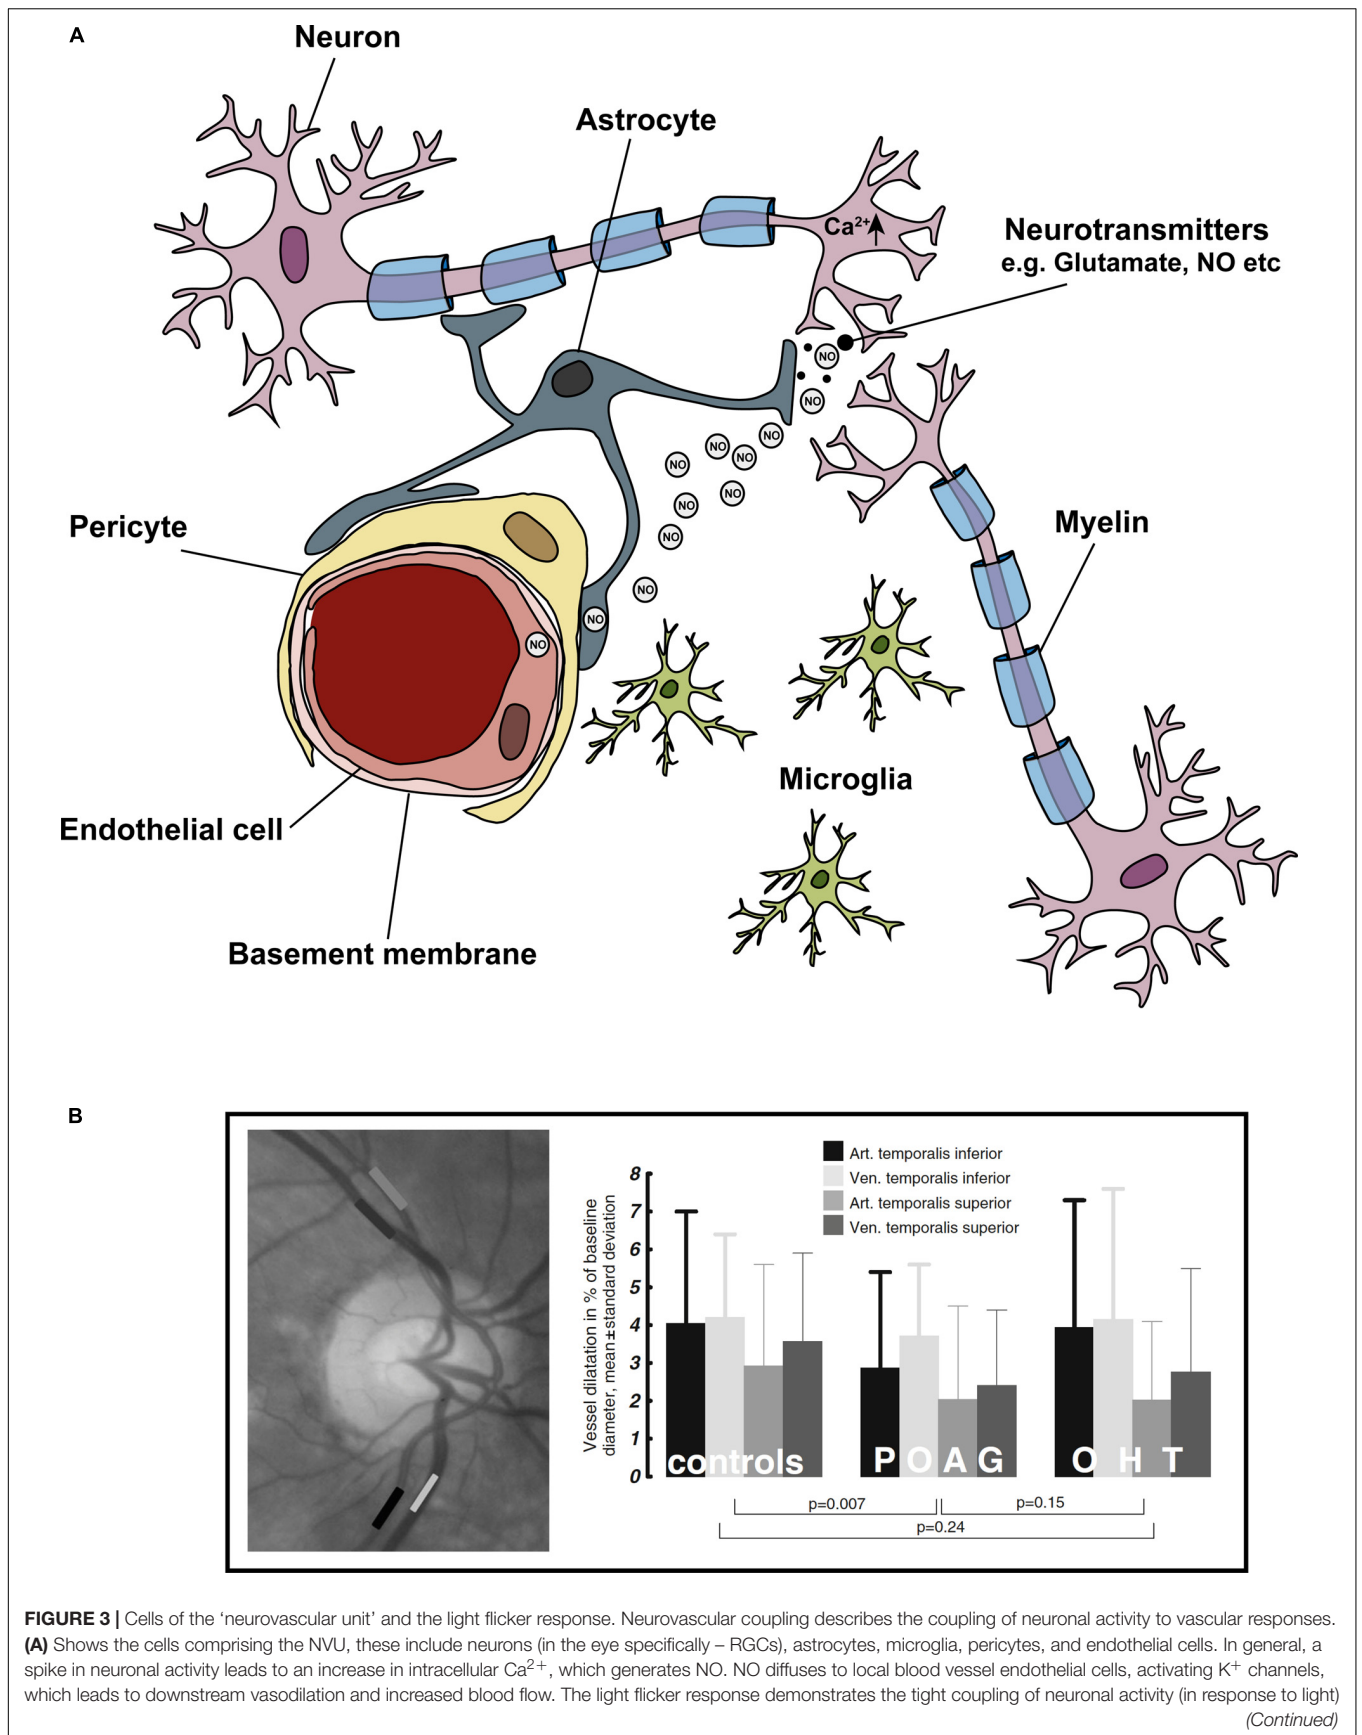 A
Neuron
Astrocyte
Ca2+
Neurotransmitters
e.g. Glutamate, NO etc
NO
NO
NO
NO
NO
NO
NO
NO
NO
NO
NO
NO
Pericyte
Myelin
Microglia
Endothelial cell
Basement membrane
B
Art. temporalis inferior
Ven. temporalis inferior
Art. temporalis superior
Ven. temporalis superior
Vessel dilatation in % of baseline
diameter, mean±standard deviation
8
7
6
5
4
3
2
1
0
controls
POAG
OHT
p=0.007
p=0.15
p=0.24
FIGURE 3 | Cells of the ‘neurovascular unit’ and the light flicker response. Neurovascular coupling describes the coupling of neuronal activity to vascular responses.
(A) Shows the cells comprising the NVU, these include neurons (in the eye specifically – RGCs), astrocytes, microglia, pericytes, and endothelial cells. In general, a
spike in neuronal activity leads to an increase in intracellular Ca2+, which generates NO. NO diffuses to local blood vessel endothelial cells, activating K+ channels,
which leads to downstream vasodilation and increased blood flow. The light flicker response demonstrates the tight coupling of neuronal activity (in response to light)
(Continued)